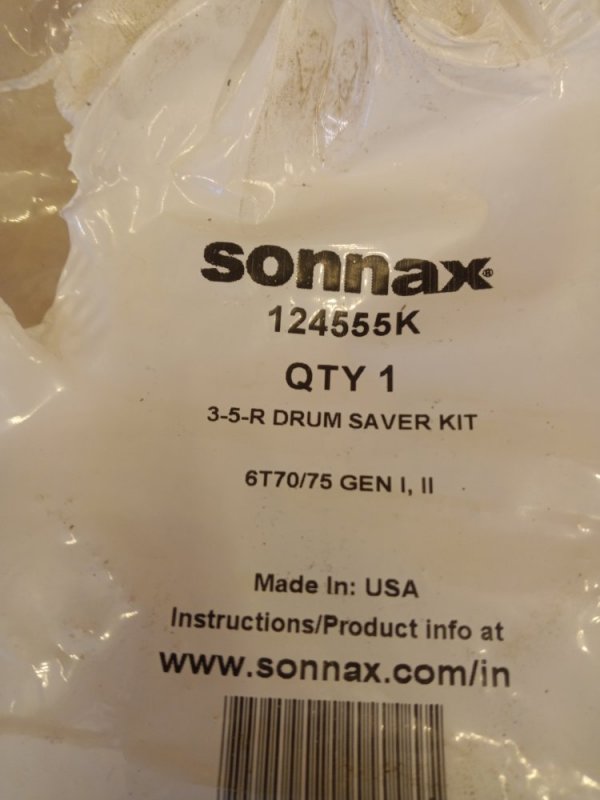 sonnax®
124555K
QTY 1
3-5-R DRUM SAVER KIT
6T70/75 GEN I, II
Made In: USA
Instructions/Product info at
www.sonnax.com/in